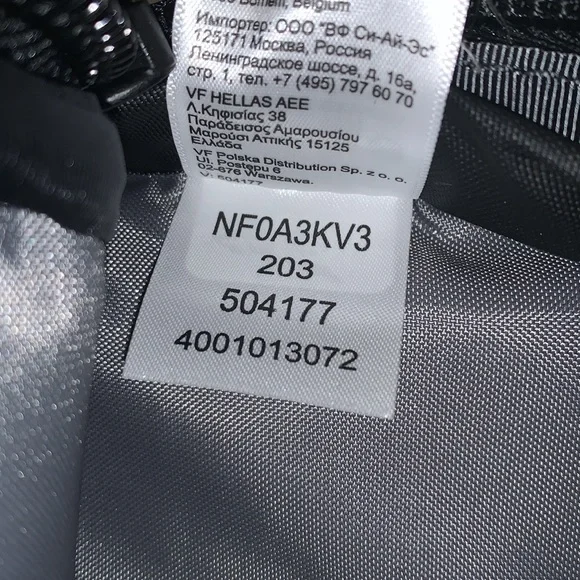 Bornem, Belgium
Импортер: ООО "ВФ Си-Ай-Эс"
125171 Москва, Россия
Ленинградское шоссе, д. 16а,
стр. 1, тел. +7 (495) 797 60 70
VF HELLAS AEE
Λ.Κηφισίας 38
Παράδεισος Αμαρουσίου
Μαρούσι Αττικής 15125
Ελλάδα
VF Polska Distribution Sp. z o. o.
Ul. Postępu 6
02-676 Warszawa.
V: 504177
NF0A3KV3
203
504177
4001013072